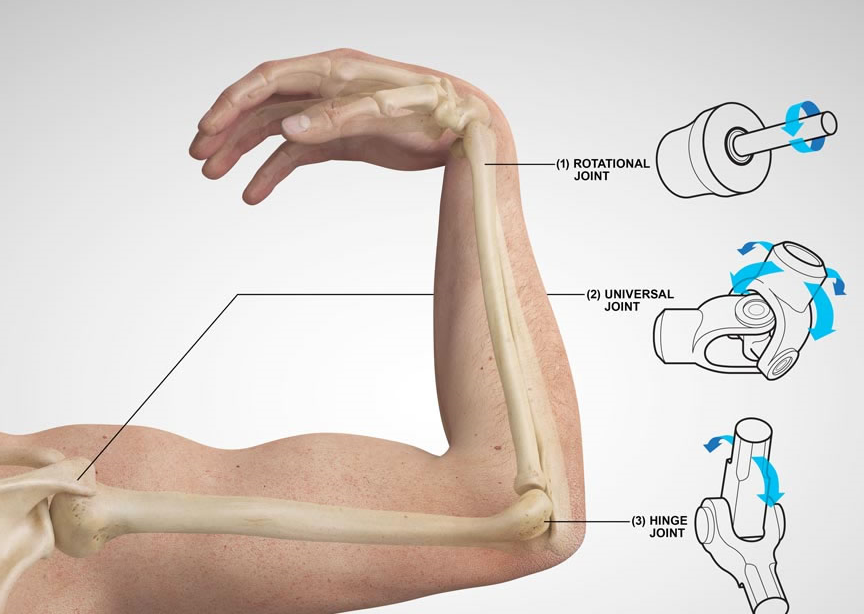 (1) ROTATIONAL
JOINT
(2) UNIVERSAL
JOINT
(3) HINGE
JOINT